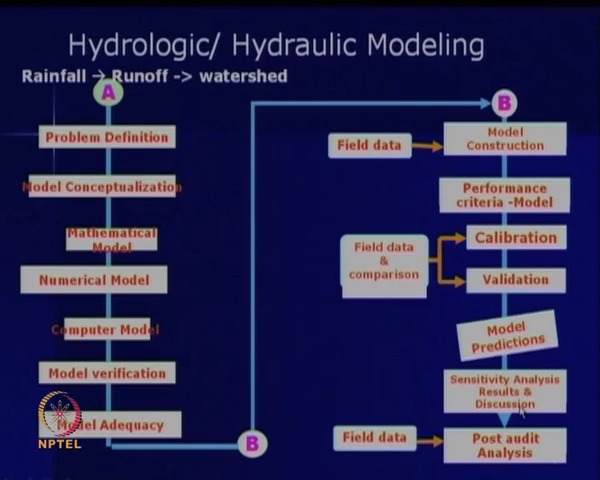 Hydrologic/ Hydraulic Modeling
Rainfall → Runoff -> watershed
A
Problem Definition
Model Conceptualization
Mathematical
Model
Numerical Model
Computer Model
Model verification
Model Adequacy
NPTEL
B
B
Field data
Model
Construction
Performance
criteria -Model
Field data
&
comparison
Calibration
Validation
Model
Predictions
Sensitivity Analysis
Results &
Discussion
Field data
Post audit
Analysis